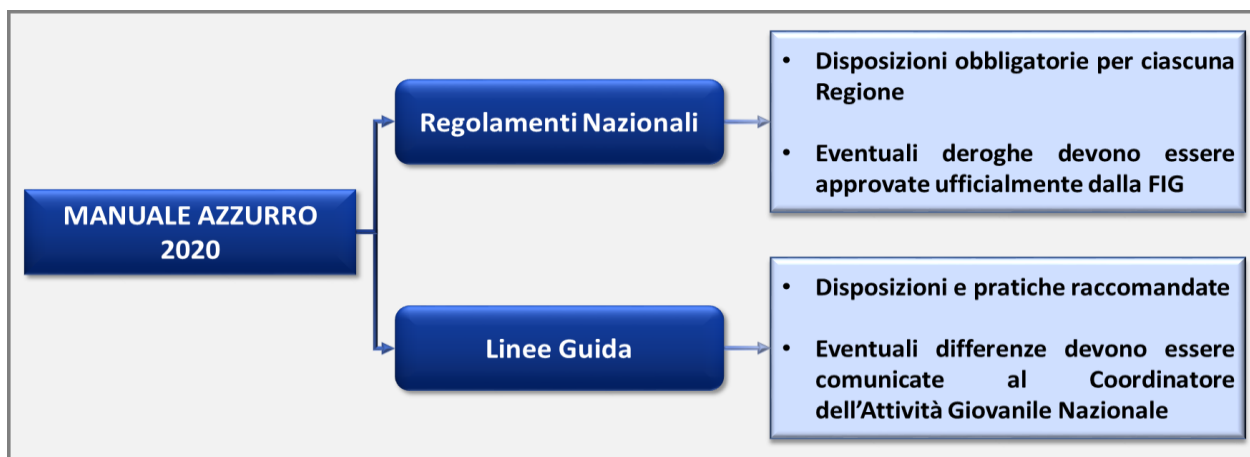 MANUALE AZZURRO
2020
Regolamenti Nazionali
• Disposizioni obbligatorie per ciascuna
Regione
• Eventuali deroghe devono essere
approvate ufficialmente dalla FIG
Linee Guida
• Disposizioni e pratiche raccomandate
• Eventuali differenze devono essere
comunicate al Coordinatore
dell’Attività Giovanile Nazionale